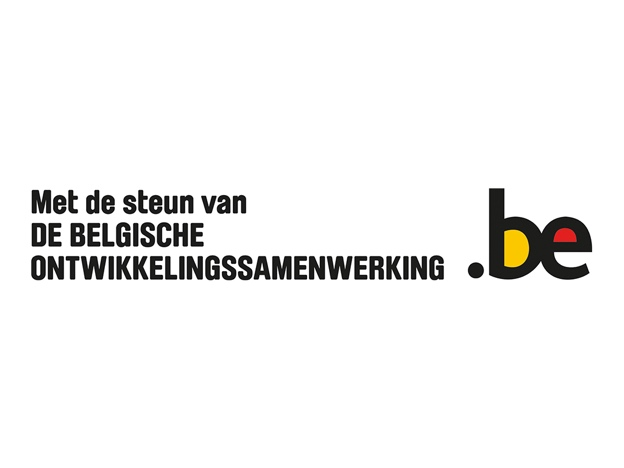 Met de steun van
DE BELGISCHE
ONTWIKKELINGSSAMENWERKING
.be